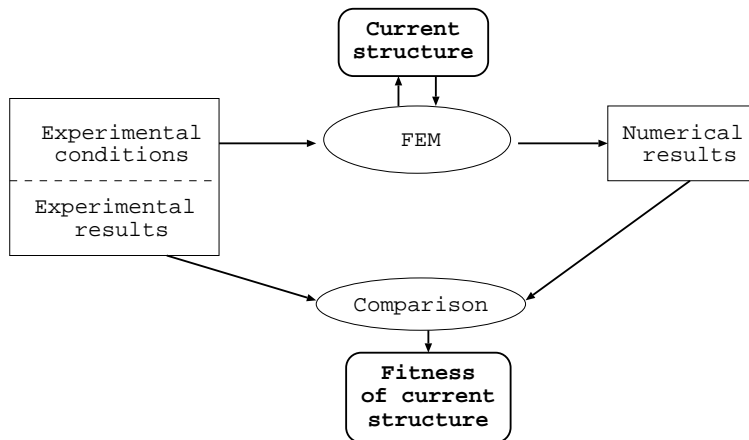 Current
structure
Experimental
conditions
FEM
Numerical
results
Experimental
results
Comparison
Fitness
of current
structure